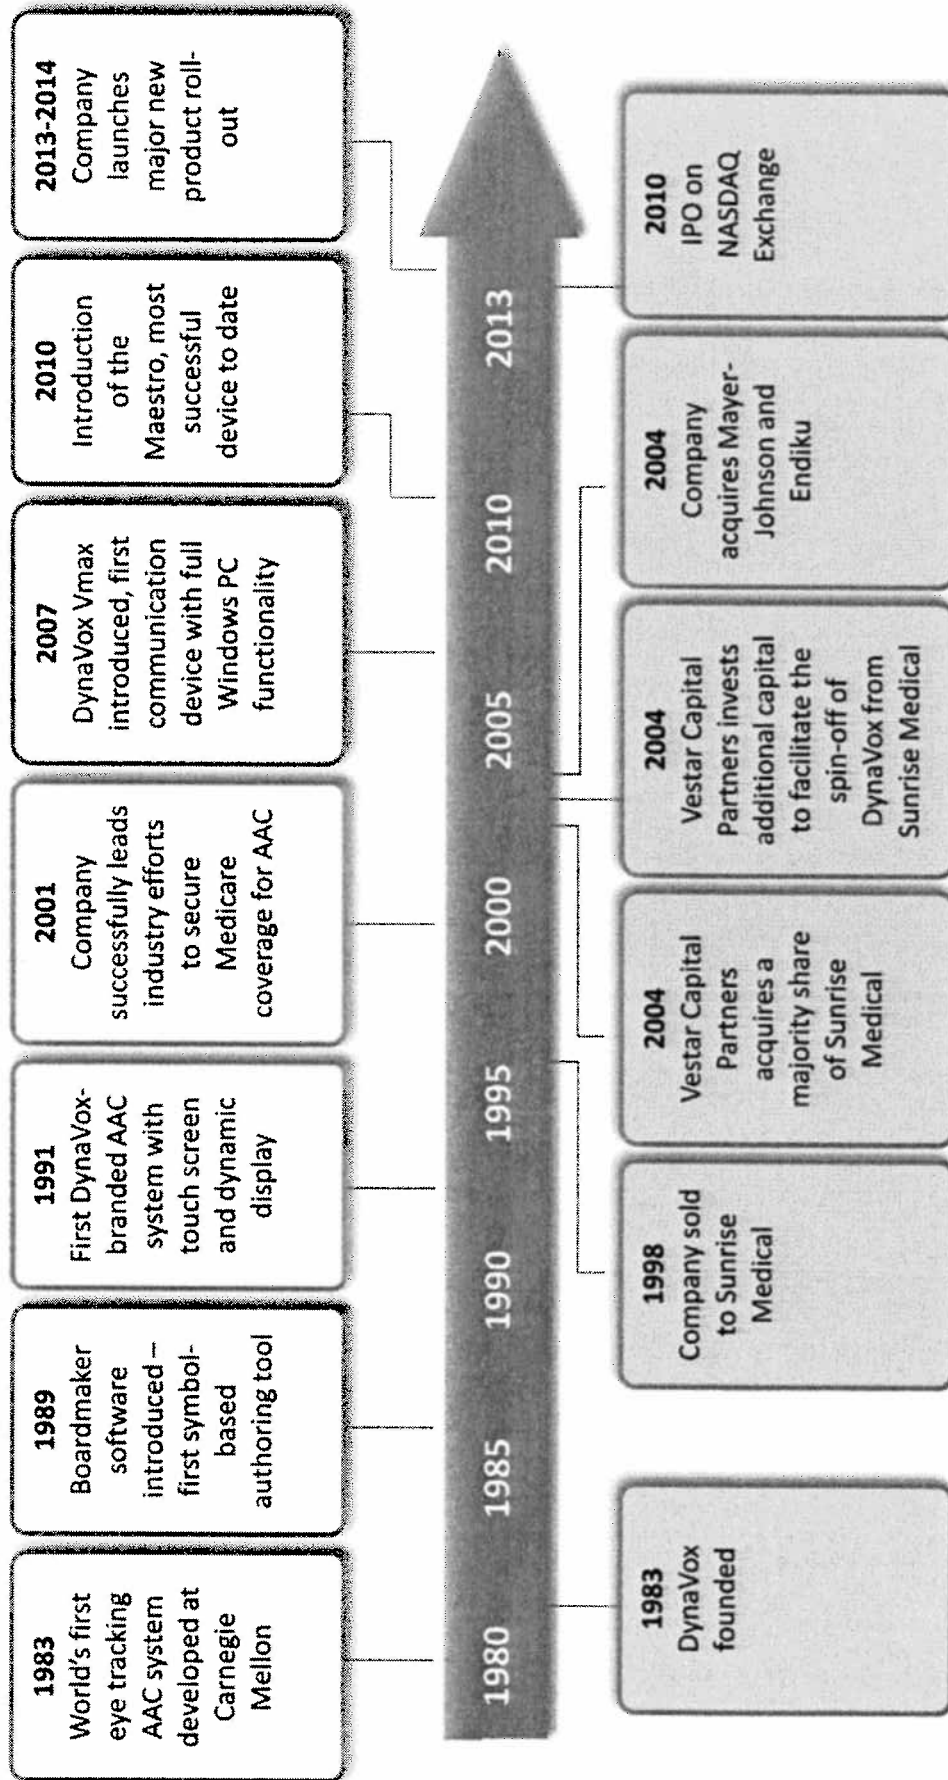 1983
World's first
eye tracking
AAC system
developed at
Carnegie
Mellon
1989
Boardmaker
software
introduced–
first symbol-
based
authoring tool
1991
First DynaVox-
branded AAC
system with
touch screen
and dynamic
display
2001
Company
successfully leads
industry efforts
to secure
Medicare
coverage for AAC
2007
DynaVox Vmax
introduced, first
communication
device with full
Windows PC
functionality
2010
Introduction
of the
Maestro, most
successful
device to date
2013-2014
Company
launches
major new
product roll-
out
1980 1985 1990 1995 2000 2005 2010 2013
1983
DynaVox
founded
1998
Company sold
to Sunrise
Medical
2004
Vestar Capital
Partners
acquires a
majority share
of Sunrise
Medical
2004
Vestar Capital
Partners invests
additional capital
to facilitate the
spin-off of
DynaVox from
Sunrise Medical
2004
Company
acquires Mayer-
Johnson and
Endiku
2010
IPO on
NASDAQ
Exchange